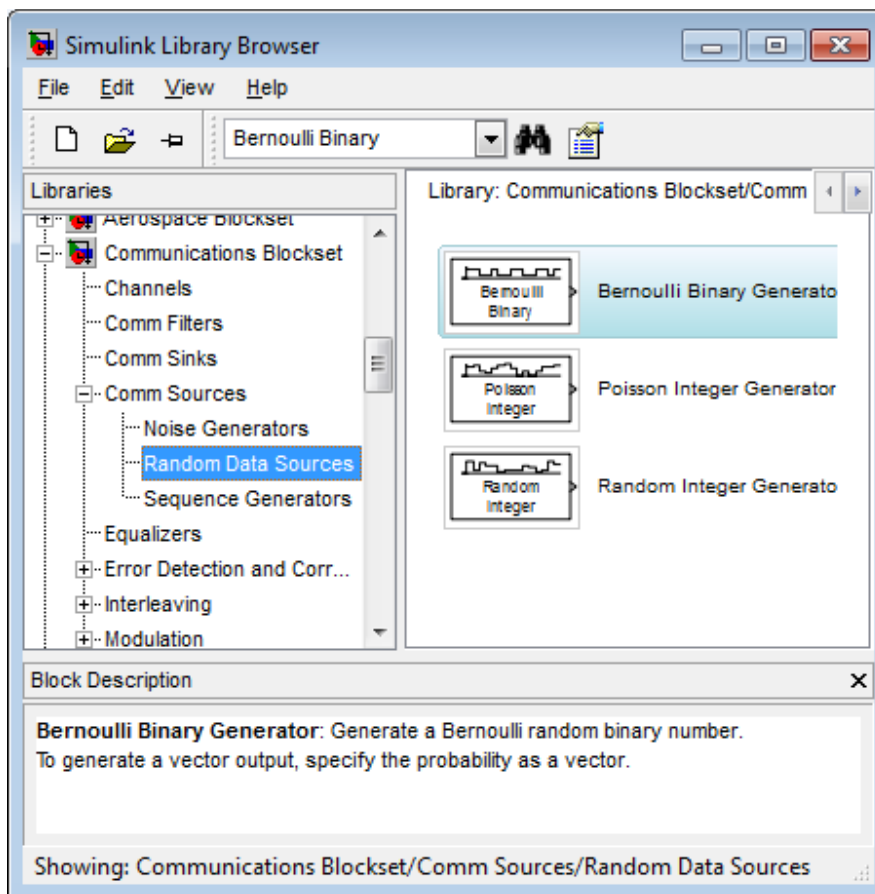 Simulink Library Browser
File Edit View Help
Bernoulli Binary
Libraries
Library: Communications Blockset/Comm
Aerospace Blockset
Communications Blockset
Channels
Comm Filters
Comm Sinks
Comm Sources
Noise Generators
Random Data Sources
Sequence Generators
Equalizers
Error Detection and Corr...
Interleaving
Modulation
Bernoulli
Binary
Bernoulli Binary Generato
Poisson
Integer
Poisson Integer Generator
Random
Integer
Random Integer Generato
Block Description
Bernoulli Binary Generator: Generate a Bernoulli random binary number.
To generate a vector output, specify the probability as a vector.
Showing: Communications Blockset/Comm Sources/Random Data Sources